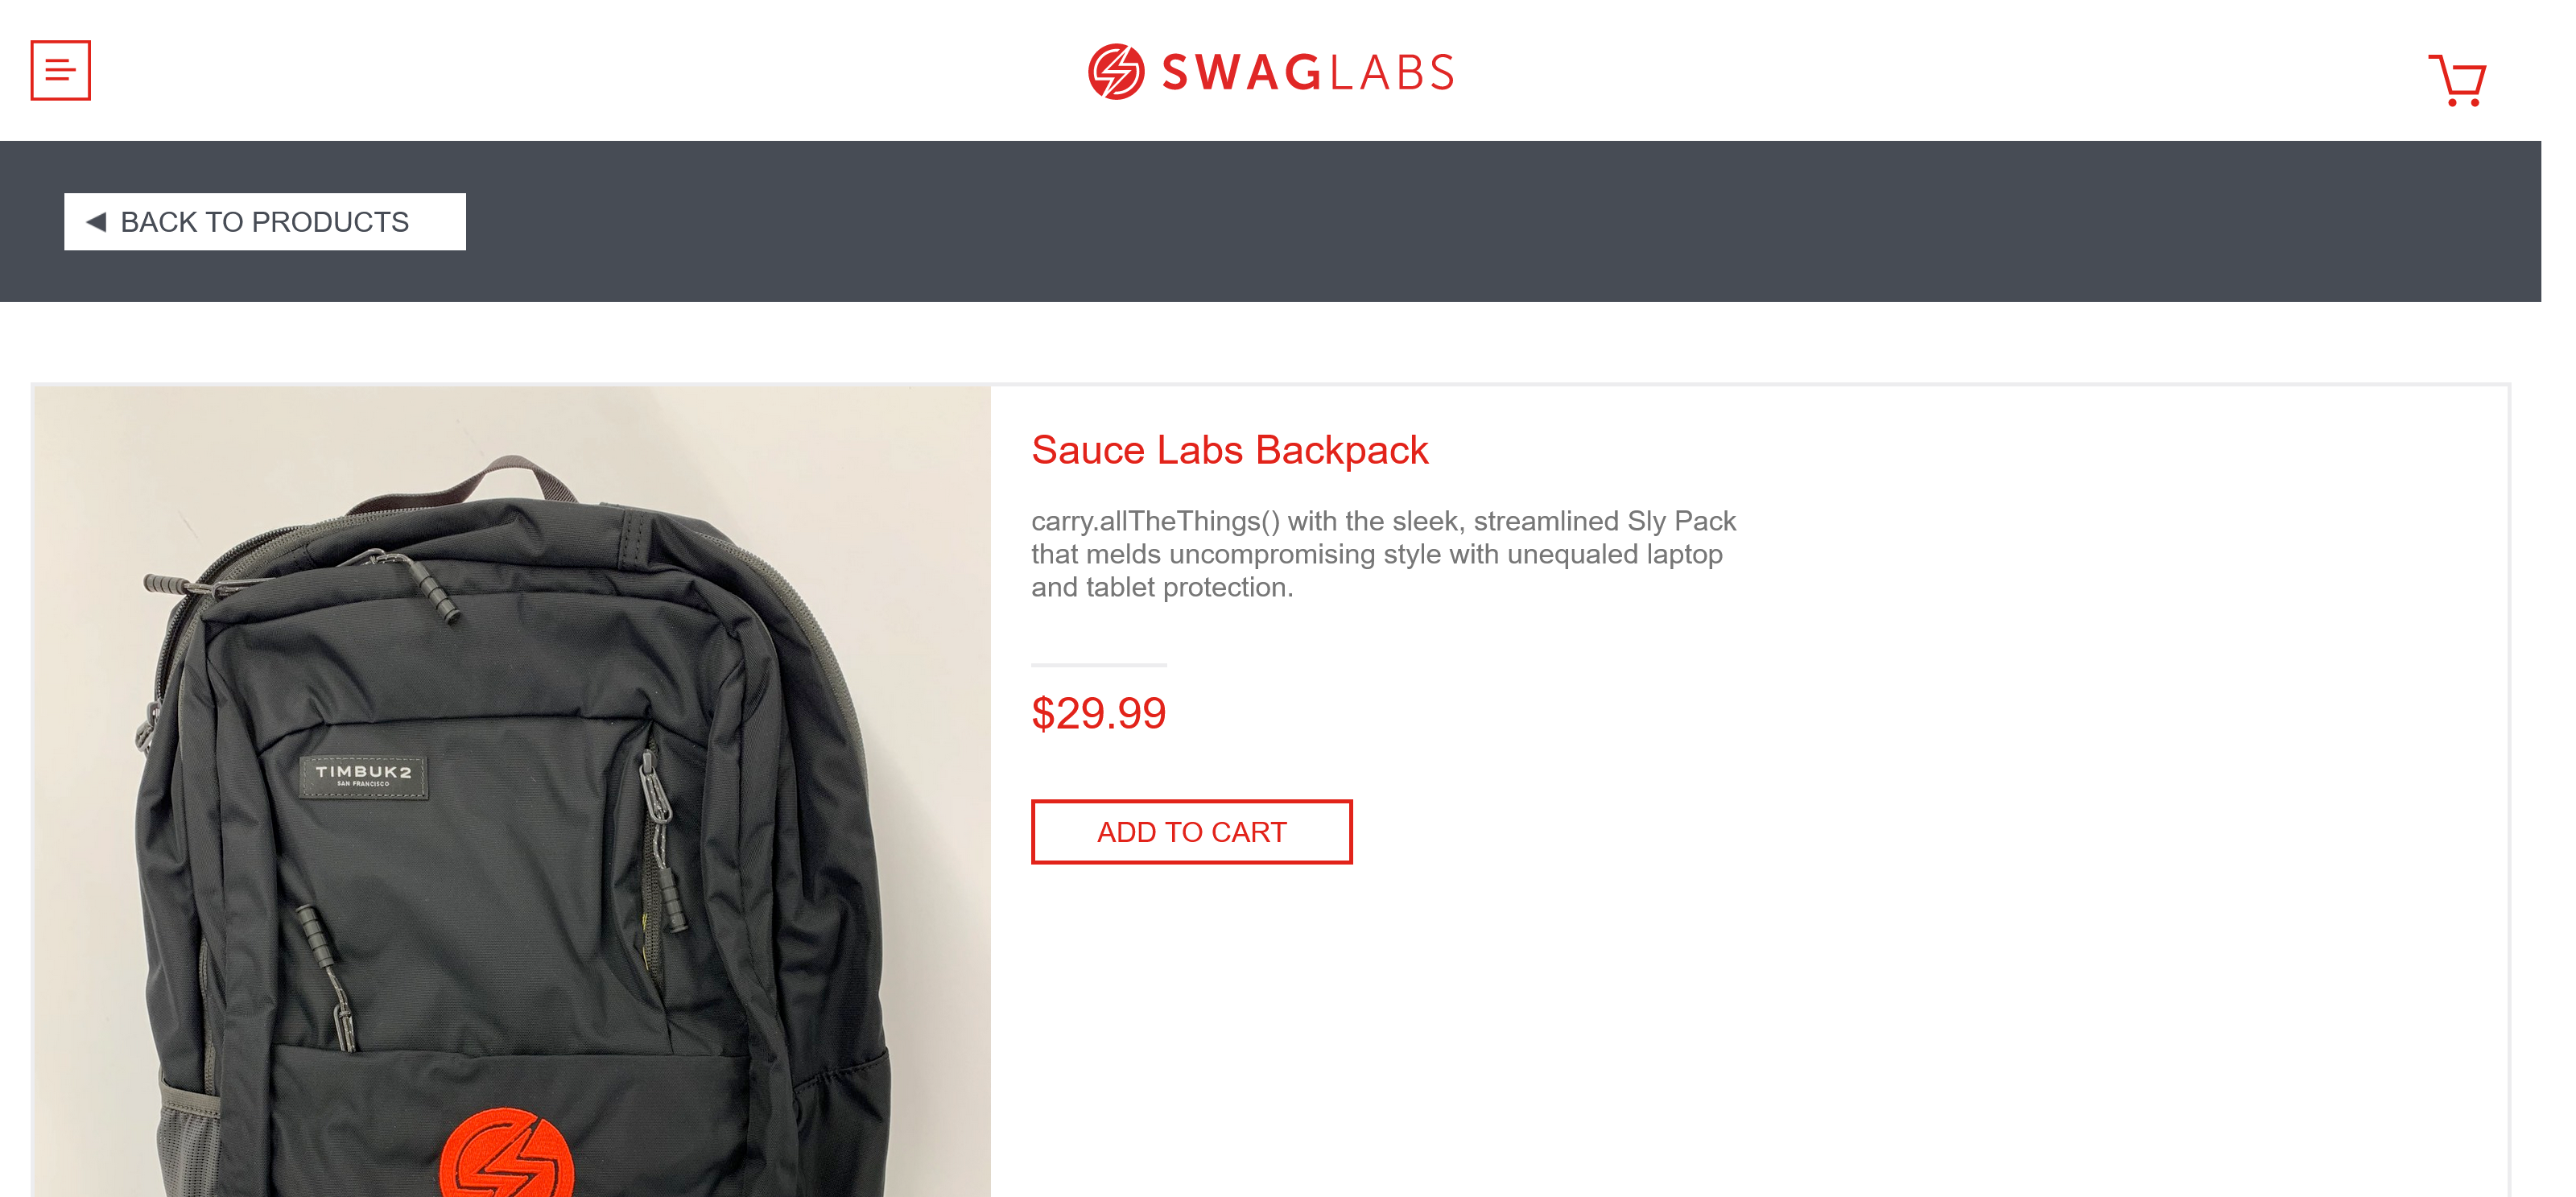 SWAGLABS
BACK TO PRODUCTS
Sauce Labs Backpack
carry.allTheThings() with the sleek, streamlined Sly Pack
that melds uncompromising style with unequaled laptop
and tablet protection.
$29.99
ADD TO CART
TIMBUK2
SAN FRANCISCO